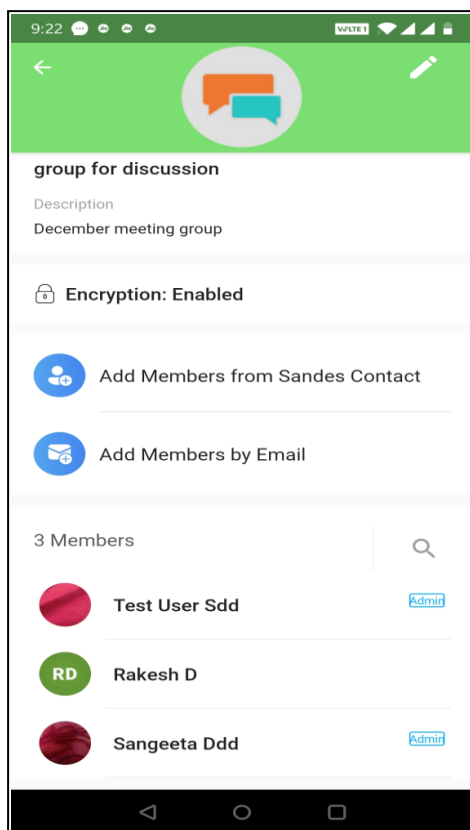 9:22
VoLTE 1
group for discussion
Description
December meeting group
Encryption: Enabled
Add Members from Sandes Contact
Add Members by Email
3 Members
Test User Sdd Admin
RD Rakesh D
Sangeeta Ddd Admin